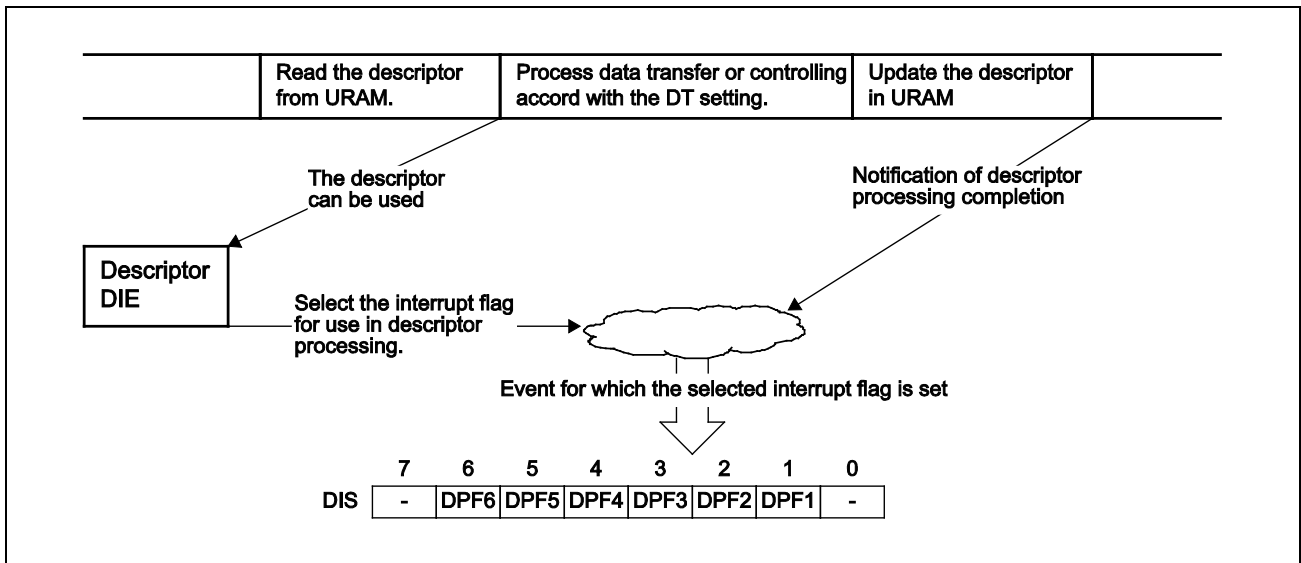 Read the descriptor
from URAM.
Process data transfer or controlling
accord with the DT setting.
Update the descriptor
in URAM
The descriptor
can be used
Notification of descriptor
processing completion
Descriptor
DIE
Select the interrupt flag
for use in descriptor
processing.
Event for which the selected interrupt flag is set
7 6 5 4 3 2 1 0
DIS - DPF6 DPF5 DPF4 DPF3 DPF2 DPF1 -